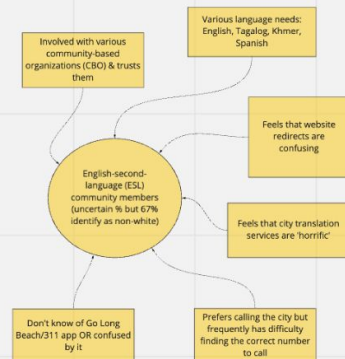 Various language needs:
English, Tagalog, Khmer,
Spanish
Involved with various
community-based
organizations (CBO) & trusts
them
Feels that website
redirects are
confusing
English-second-
language (ESL)
community members
(uncertain % but 67%
identify as non-white)
Feels that city translation
services are 'horrific'
Don't know of Go Long
Beach/311 app OR confused
by it
Prefers calling the city but
frequently has difficulty
finding the correct number
to call